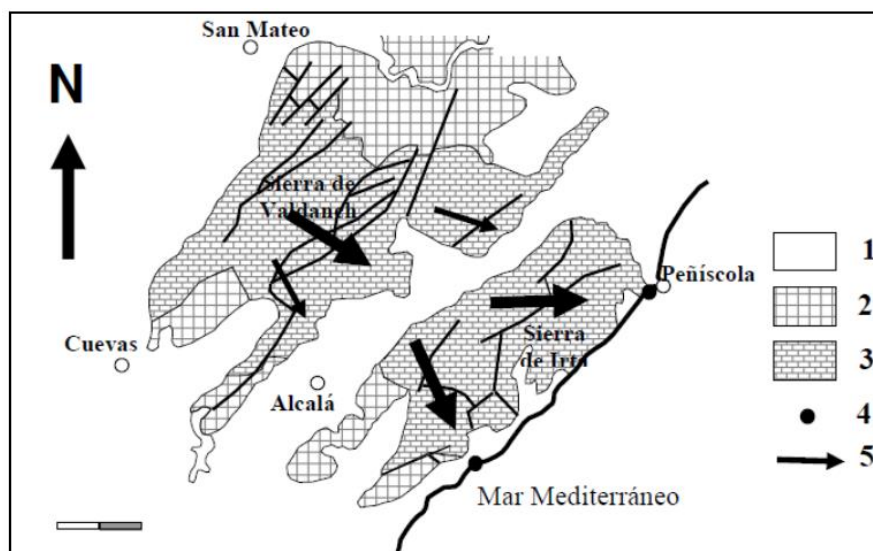 San Mateo
N
Sierra de
Valdanch
1
Peñíscola
2
Sierra
de Irta
Cuevas
3
Alcalá
4
5
Mar Mediterráneo